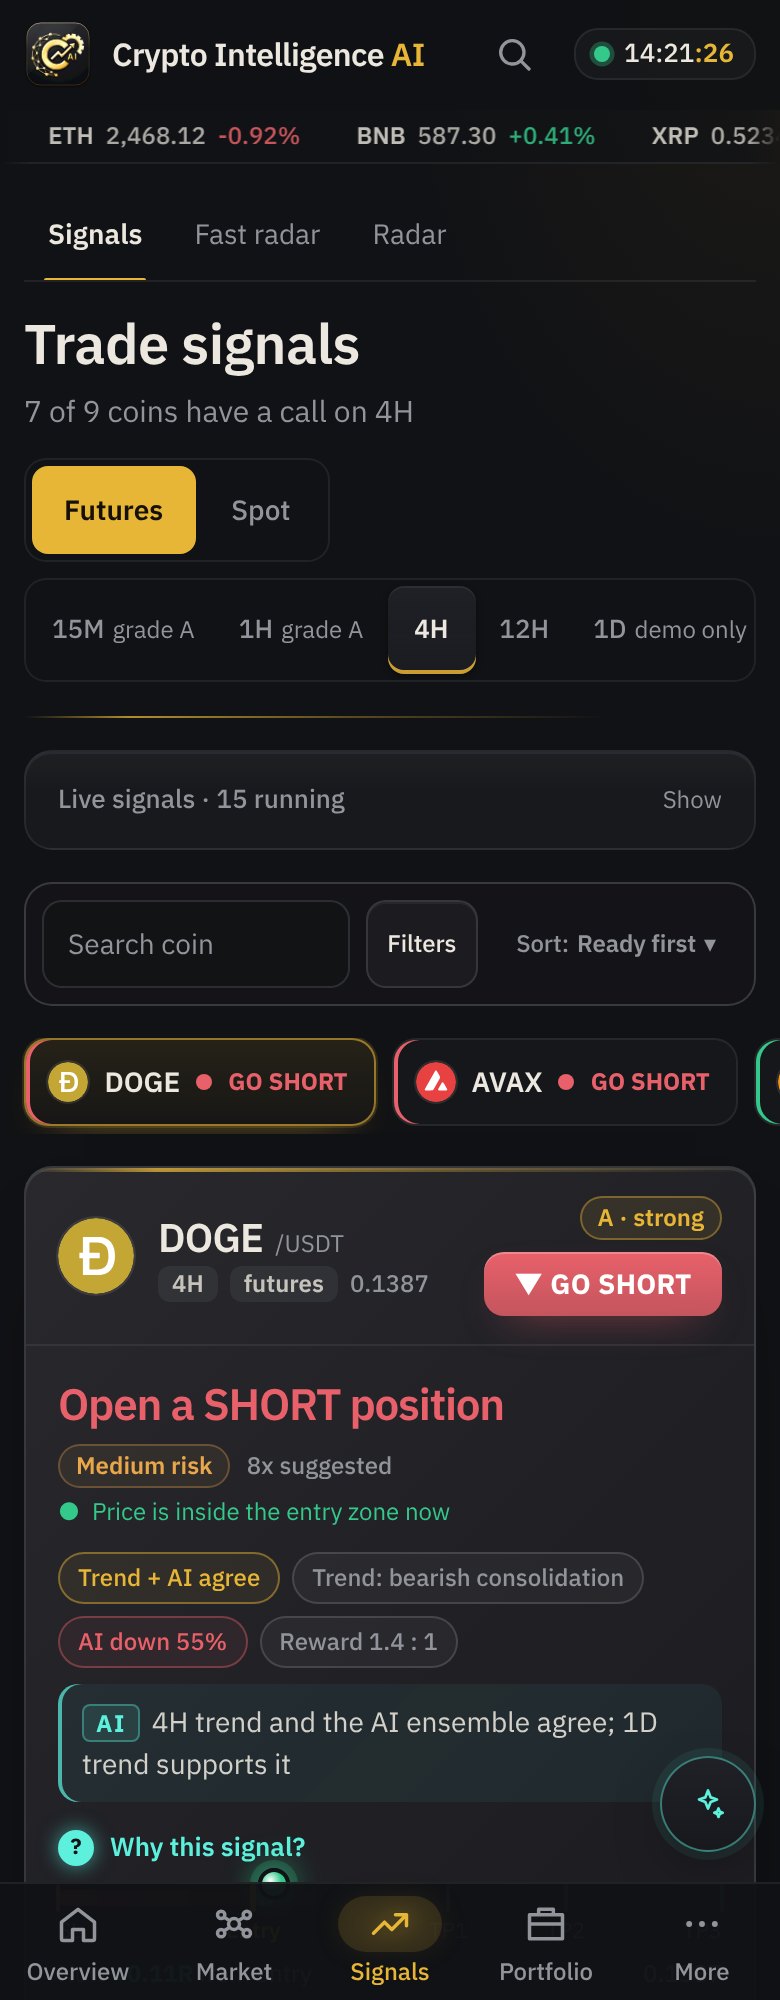 Crypto Intelligence AI
14:21:26
ETH 2,468.12 -0.92% BNB 587.30 +0.41% XRP 0.523
Signals Fast radar Radar
Trade signals
7 of 9 coins have a call on 4H
Futures Spot
15M grade A 1H grade A 4H 12H 1D demo only
Live signals · 15 running Show
Search coin Filters Sort: Ready first ▾
DOGE ● GO SHORT AVAX ● GO SHORT
A · strong
DOGE /USDT
4H futures 0.1387
▼ GO SHORT
Open a SHORT position
Medium risk 8x suggested
Price is inside the entry zone now
Trend + AI agree Trend: bearish consolidation
AI down 55% Reward 1.4 : 1
AI 4H trend and the AI ensemble agree; 1D
trend supports it
? Why this signal?
Overview Market Signals Portfolio More